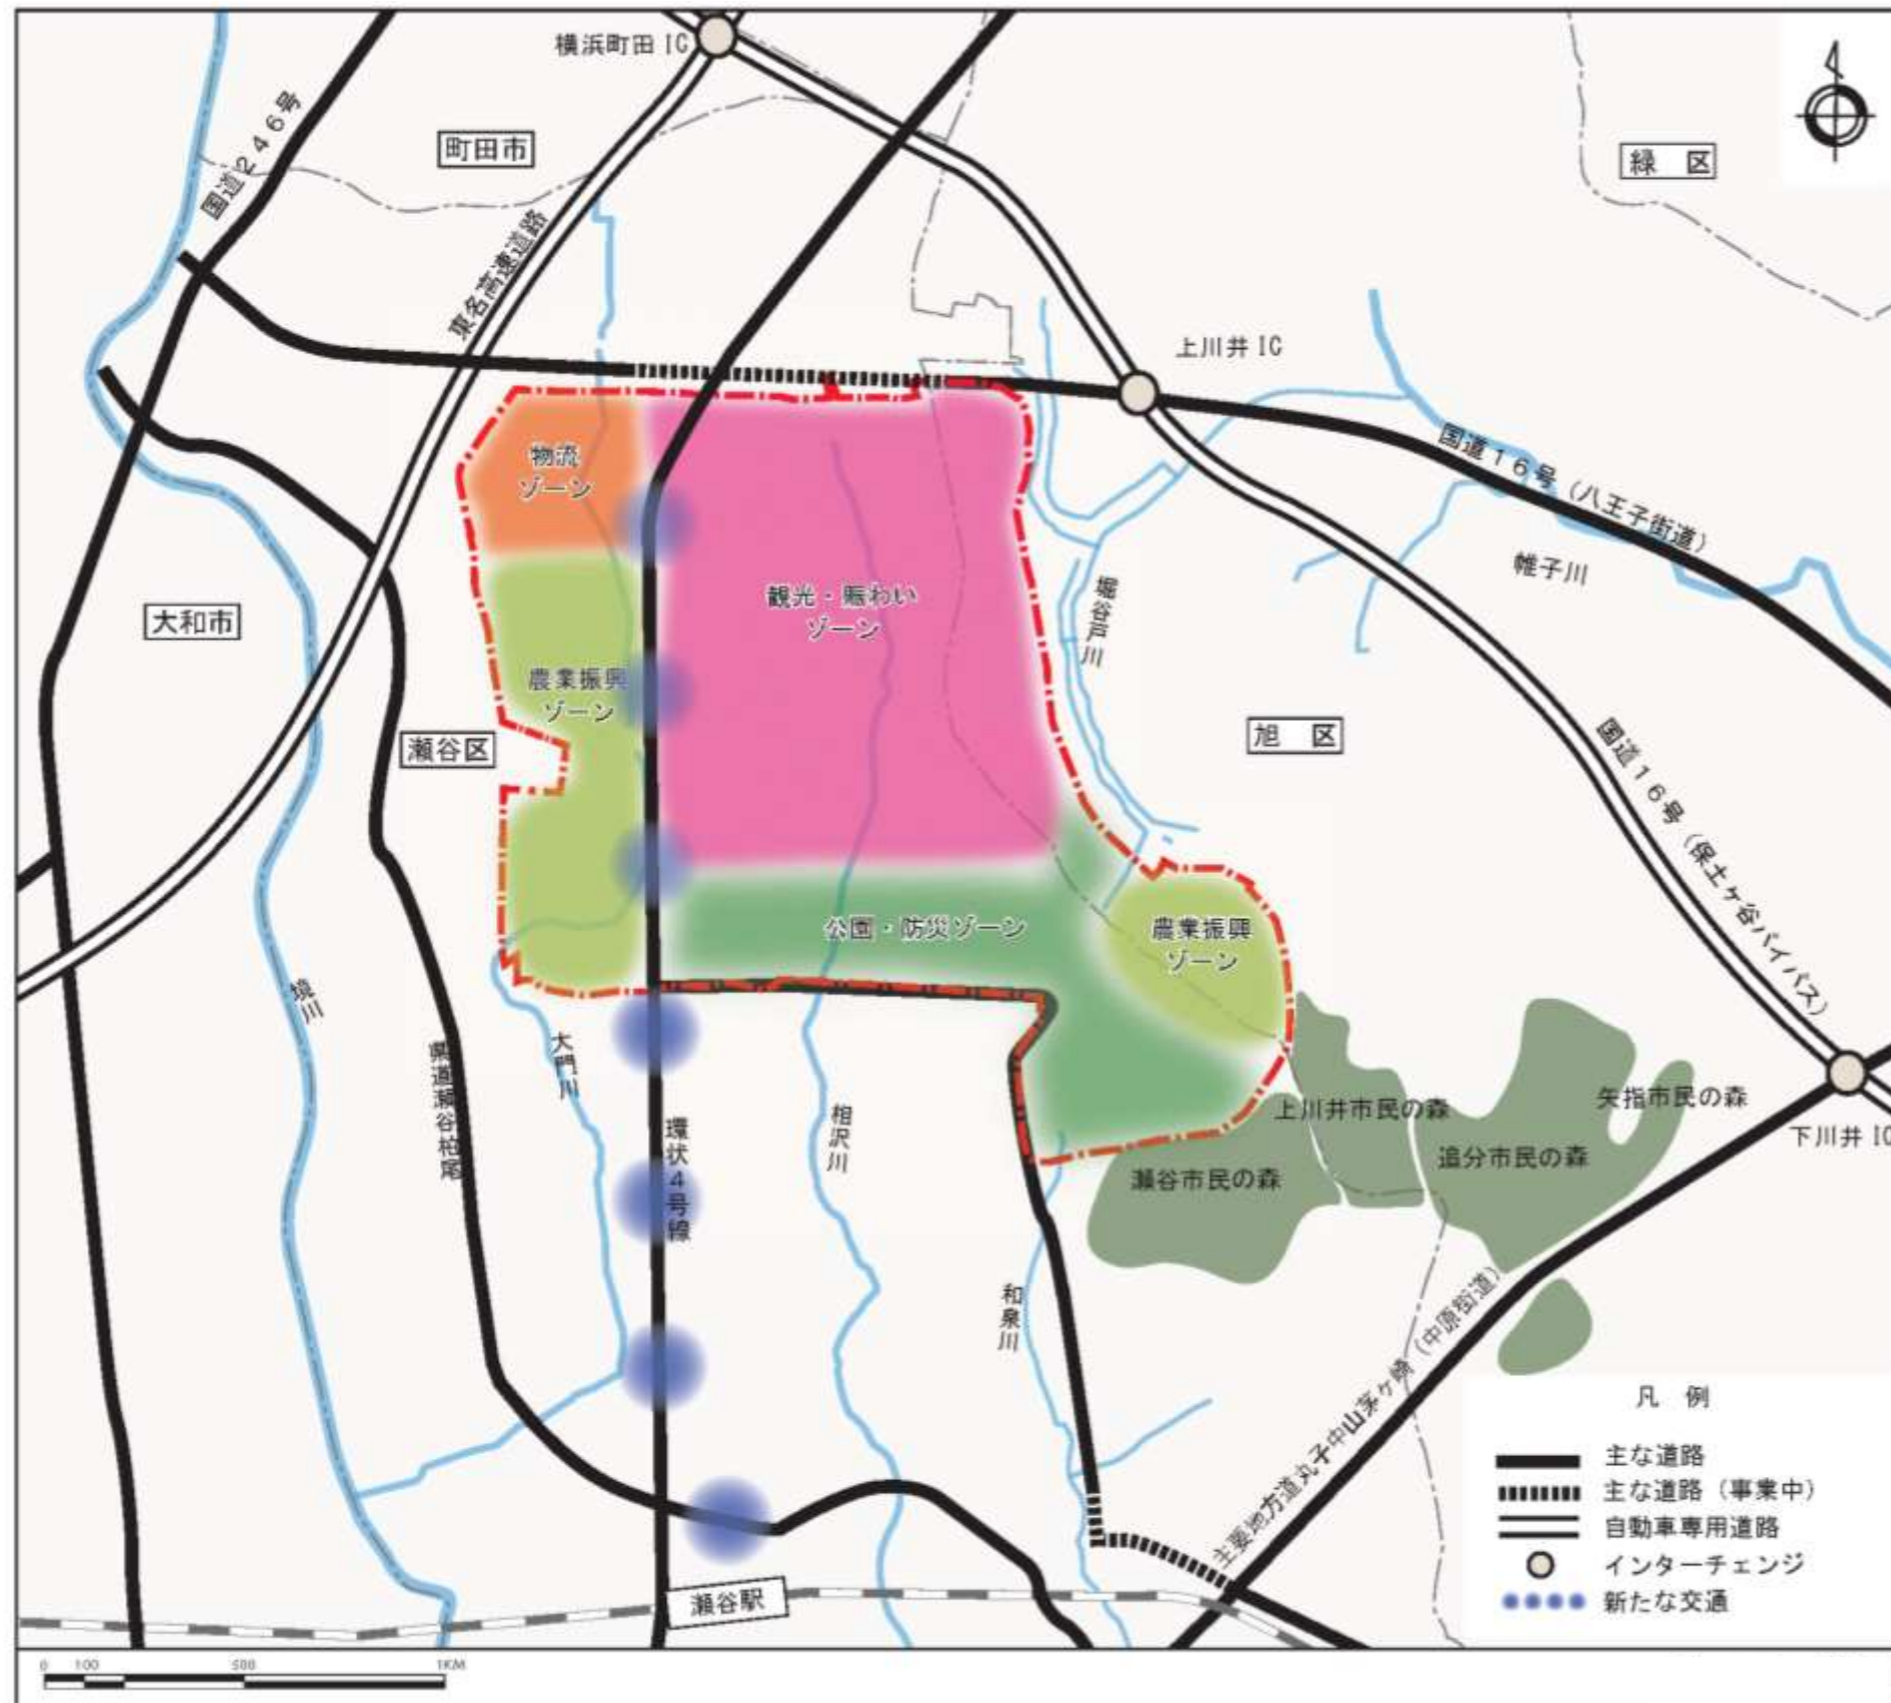 横浜町田 IC
国道246号
町田市
緑　区
東名高速道路
上川井 IC
国道16号（八王子街道）
物流
ゾーン
観光・賑わい
ゾーン
堀谷戸川
帷子川
大和市
農業振興
ゾーン
瀬谷区
旭　区
国道16号（保土ヶ谷バイパス）
公園・防災ゾーン
農業振興
ゾーン
境川
県道瀬谷柏尾
大門川
相沢川
環状4号線
上川井市民の森
矢指市民の森
下川井 IC
追分市民の森
瀬谷市民の森
和泉川
主要地方道丸子中山茅ヶ崎（中原街道）
瀬谷駅
凡　例
主な道路
主な道路（事業中）
自動車専用道路
インターチェンジ
新たな交通
0 100 500 1KM